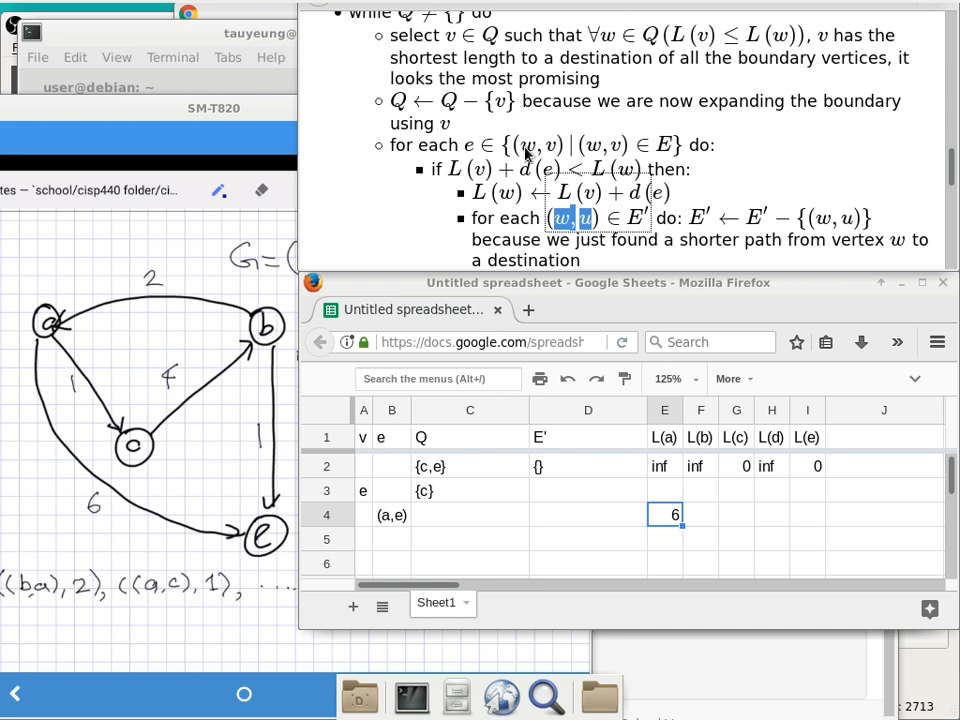 tauyeung@
File Edit View Terminal Tabs Help
user@debian: ~
SM-T820
tes — `school/cisp440 folder/ci...
G=(
2
a
b
1
4
c
1
6
e
((b,a), 2), ((a,c), 1), ....
while Q ≠ {} do
select v ∈ Q such that ∀w ∈ Q(L(v) ≤ L(w)), v has the
shortest length to a destination of all the boundary vertices, it
looks the most promising
Q ← Q − {v} because we are now expanding the boundary
using v
for each e ∈ {(w, v) | (w, v) ∈ E} do:
if L(v) + d(e) < L(w) then:
L(w) ← L(v) + d(e)
for each (w, u) ∈ E′ do: E′ ← E′ − {(w, u)}
because we just found a shorter path from vertex w to
a destination
Untitled spreadsheet - Google Sheets - Mozilla Firefox
Untitled spreadsheet...
https://docs.google.com/spreadsh
Search
Search the menus (Alt+/)
125%
More
A B C D E F G H I J
1 v e Q E' L(a) L(b) L(c) L(d) L(e)
2 {c,e} {} inf inf 0 inf 0
3 e {c}
4 (a,e) 6
5
6
Sheet1
: 2713